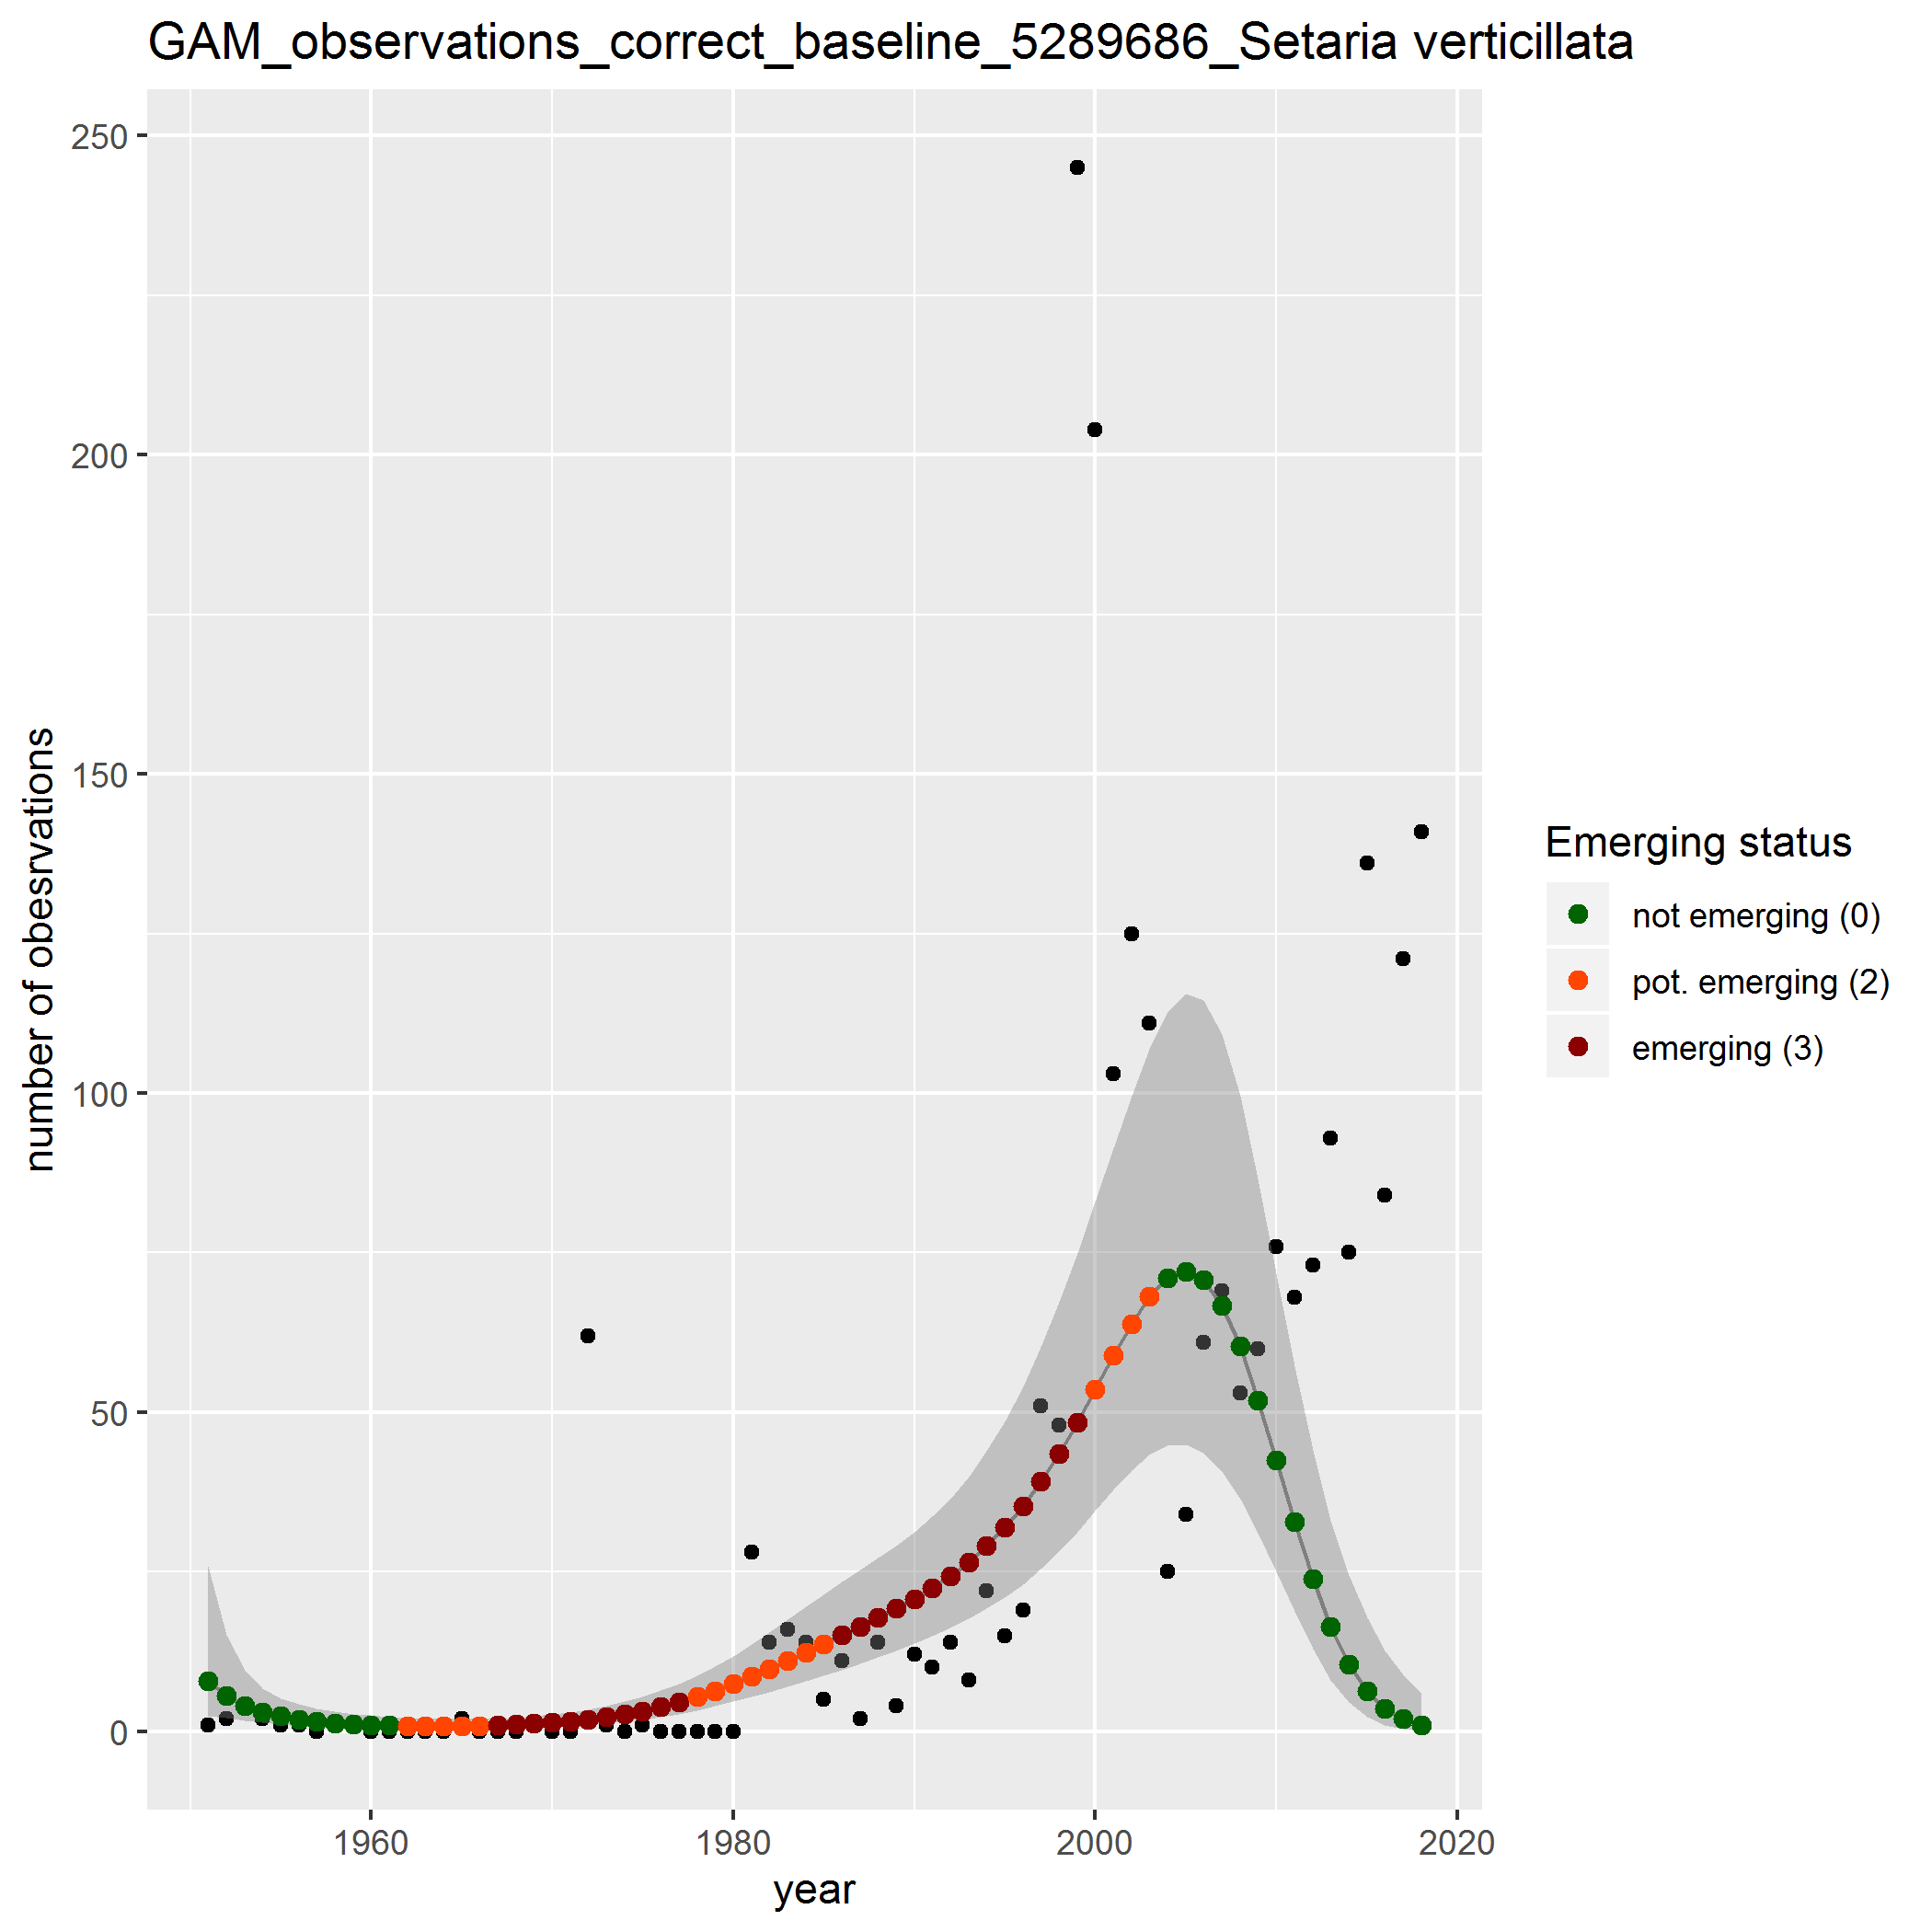 GAM_observations_correct_baseline_5289686_Setaria verticillata
250
200
150
100
50
0
number of obesrvations
1960 1980 2000 2020
year
Emerging status
not emerging (0)
pot. emerging (2)
emerging (3)